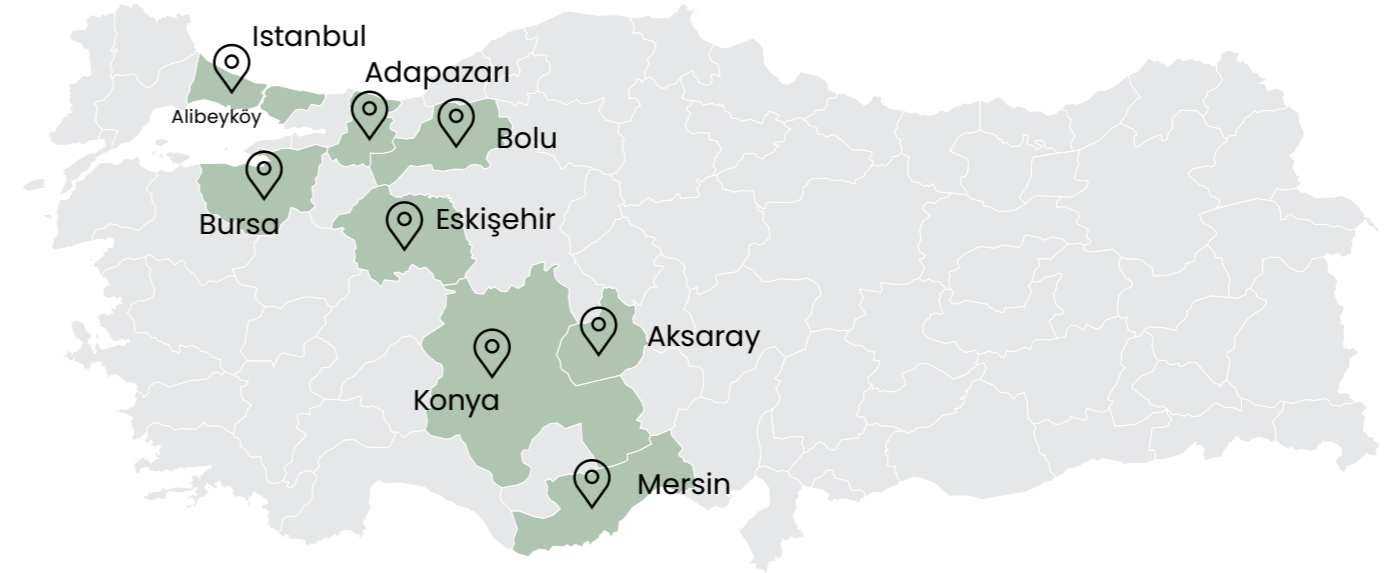 Istanbul
Adapazarı
Alibeyköy
Bolu
Bursa
Eskişehir
Aksaray
Konya
Mersin